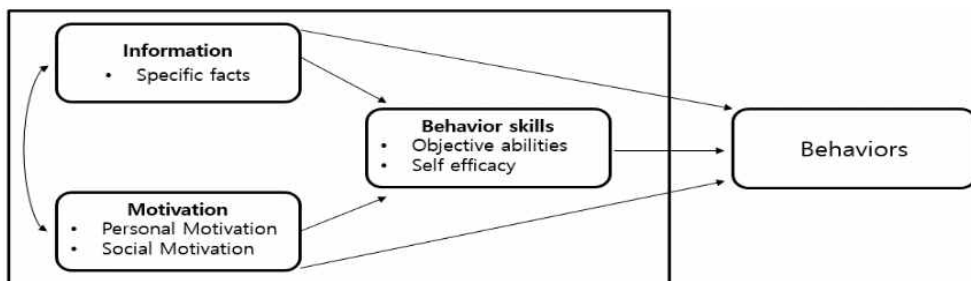 Information
• Specific facts
Behavior skills
• Objective abilities
• Self efficacy
Behaviors
Motivation
• Personal Motivation
• Social Motivation